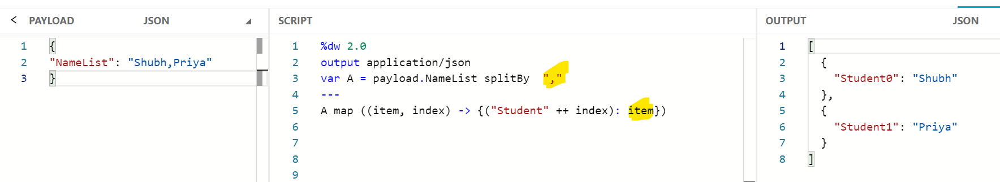 < PAYLOAD JSON
1 {
2 "NameList": "Shubh,Priya"
3 }
SCRIPT
1 %dw 2.0
2 output application/json
3 var A = payload.NameList splitBy  ","
4 ---
5 A map ((item, index) -> {("Student" ++ index): item})
6
7
8
9
OUTPUT JSON
1 [
2   {
3     "Student0": "Shubh"
4   },
5   {
6     "Student1": "Priya"
7   }
8 ]